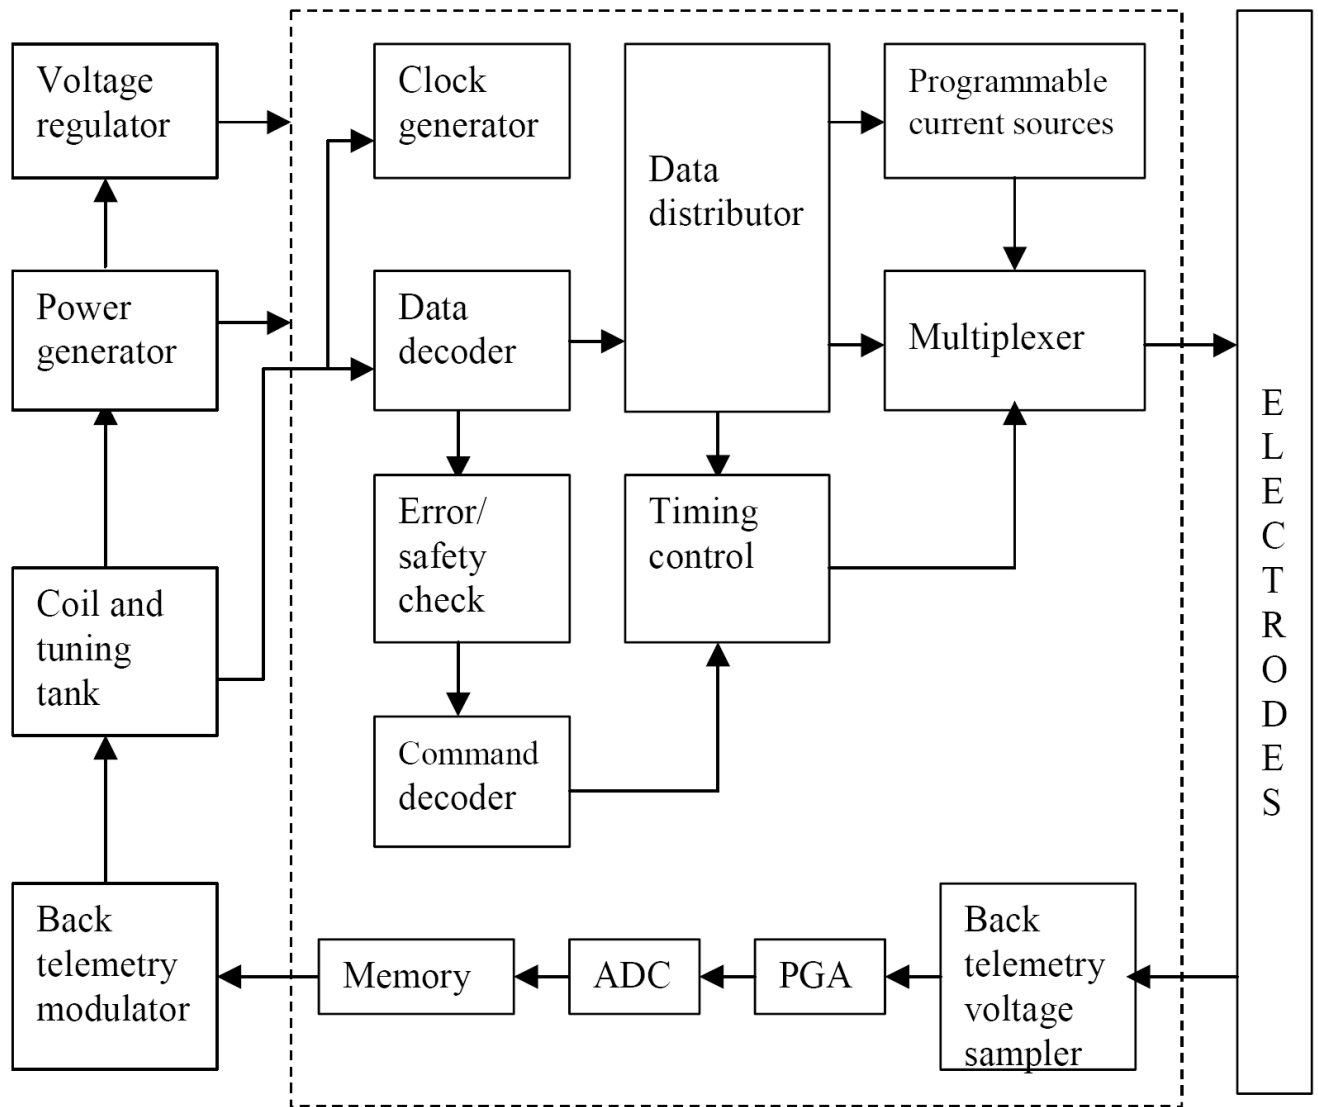 Voltage
regulator
Clock
generator
Data
distributor
Programmable
current sources
Power
generator
Data
decoder
Multiplexer
Error/
safety
check
Timing
control
Coil and
tuning
tank
Command
decoder
Back
telemetry
modulator
Memory
ADC
PGA
Back
telemetry
voltage
sampler
E
L
E
C
T
R
O
D
E
S